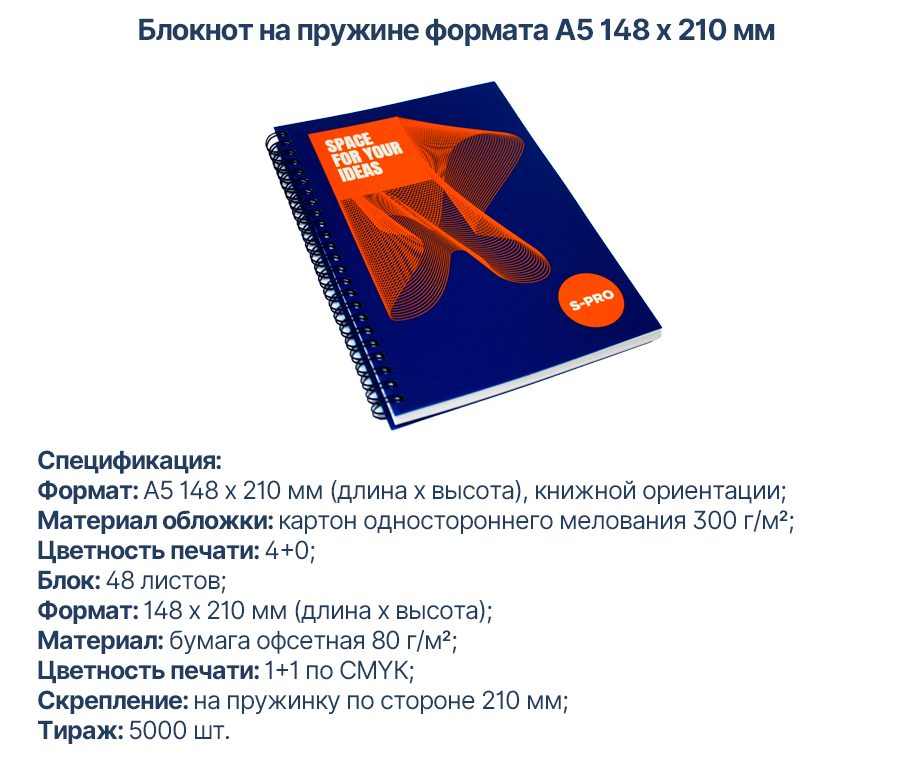 Блокнот на пружине формата А5 148 х 210 мм
SPACE
FOR YOUR
IDEAS
S-PRO
Спецификация:
Формат: А5 148 х 210 мм (длина х высота), книжной ориентации;
Материал обложки: картон одностороннего мелования 300 г/м²;
Цветность печати: 4+0;
Блок: 48 листов;
Формат: 148 х 210 мм (длина х высота);
Материал: бумага офсетная 80 г/м²;
Цветность печати: 1+1 по CMYK;
Скрепление: на пружинку по стороне 210 мм;
Тираж: 5000 шт.